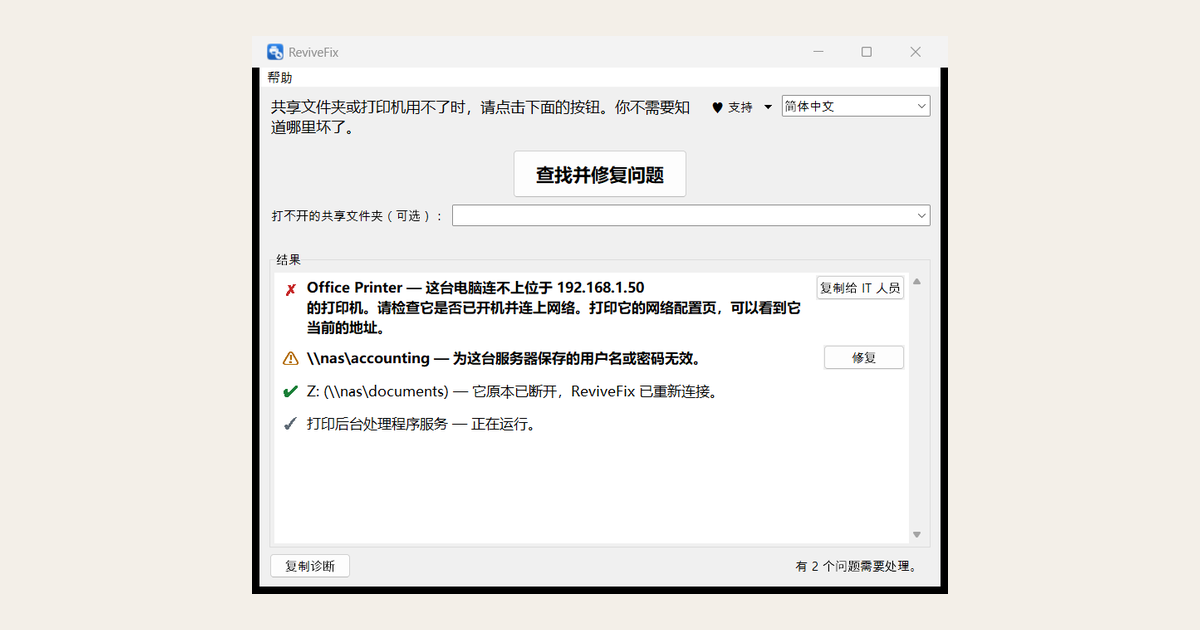 ReviveFix
帮助
共享文件夹或打印机用不了时，请点击下面的按钮。你不需要知
道哪里坏了。
♥ 支持
简体中文
查找并修复问题
打不开的共享文件夹（可选）：
结果
✗ Office Printer — 这台电脑连不上位于 192.168.1.50
的打印机。请检查它是否已开机并连上网络。打印它的网络配置页，可以看到它
当前的地址。
复制给 IT 人员
⚠ \\nas\accounting — 为这台服务器保存的用户名或密码无效。
修复
✔ Z: (\\nas\documents) — 它原本已断开，ReviveFix 已重新连接。
✓ 打印后台处理程序服务 — 正在运行。
复制诊断
有 2 个问题需要处理。